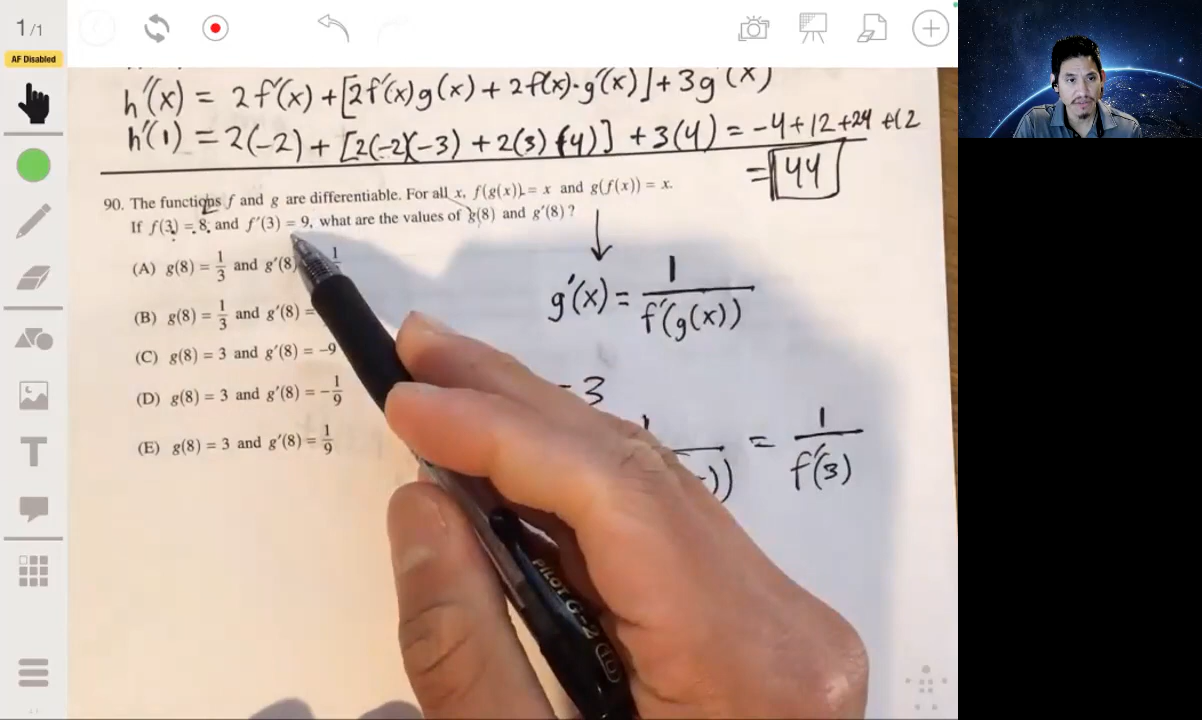 1/1
AF Disabled
h'(x) = 2f'(x) + [2f'(x)g(x) + 2f(x)·g'(x)] + 3g'(x)
h'(1) = 2(-2) + [2(-2)(-3) + 2(3)(4)] + 3(4) = -4 + 12 + 24 + 12
= 44
90. The functions f and g are differentiable. For all x, f(g(x)) = x and g(f(x)) = x.
If f(3) = 8 and f'(3) = 9, what are the values of g(8) and g'(8)?
(A) g(8) = 1/3 and g'(8)
(B) g(8) = 1/3 and g'(8) =
(C) g(8) = 3 and g'(8) = -9
(D) g(8) = 3 and g'(8) = -1/9
(E) g(8) = 3 and g'(8) = 1/9
g'(x) = 1/f'(g(x))
3
= 1/f'(3)
T
PILOT G-2 10